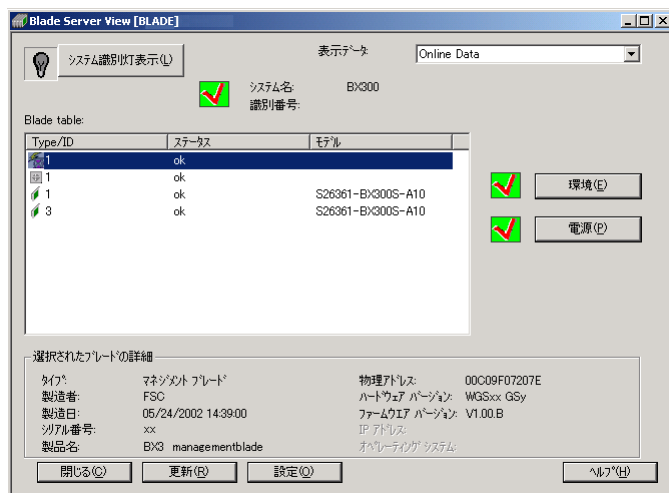 Blade Server View [BLADE]
システム識別灯表示(L)
表示データ: Online Data
システム名: BX300
識別番号:
Blade table:
Type/ID ステータス モデル
1 ok
1 ok
1 ok S26361-BX300S-A10
3 ok S26361-BX300S-A10
環境(E)
電源(P)
選択されたブレードの詳細
タイプ: マネジメント ブレード 物理アドレス: 00C09F07207E
製造者: FSC ハードウェア バージョン: WGSxx GSy
製造日: 05/24/2002 14:39:00 ファームウエア バージョン: V1.00.B
シリアル番号: xx IP アドレス:
製品名: BX3 managementblade オペレーティング システム:
閉じる(C) 更新(R) 設定(O) ヘルプ(H)